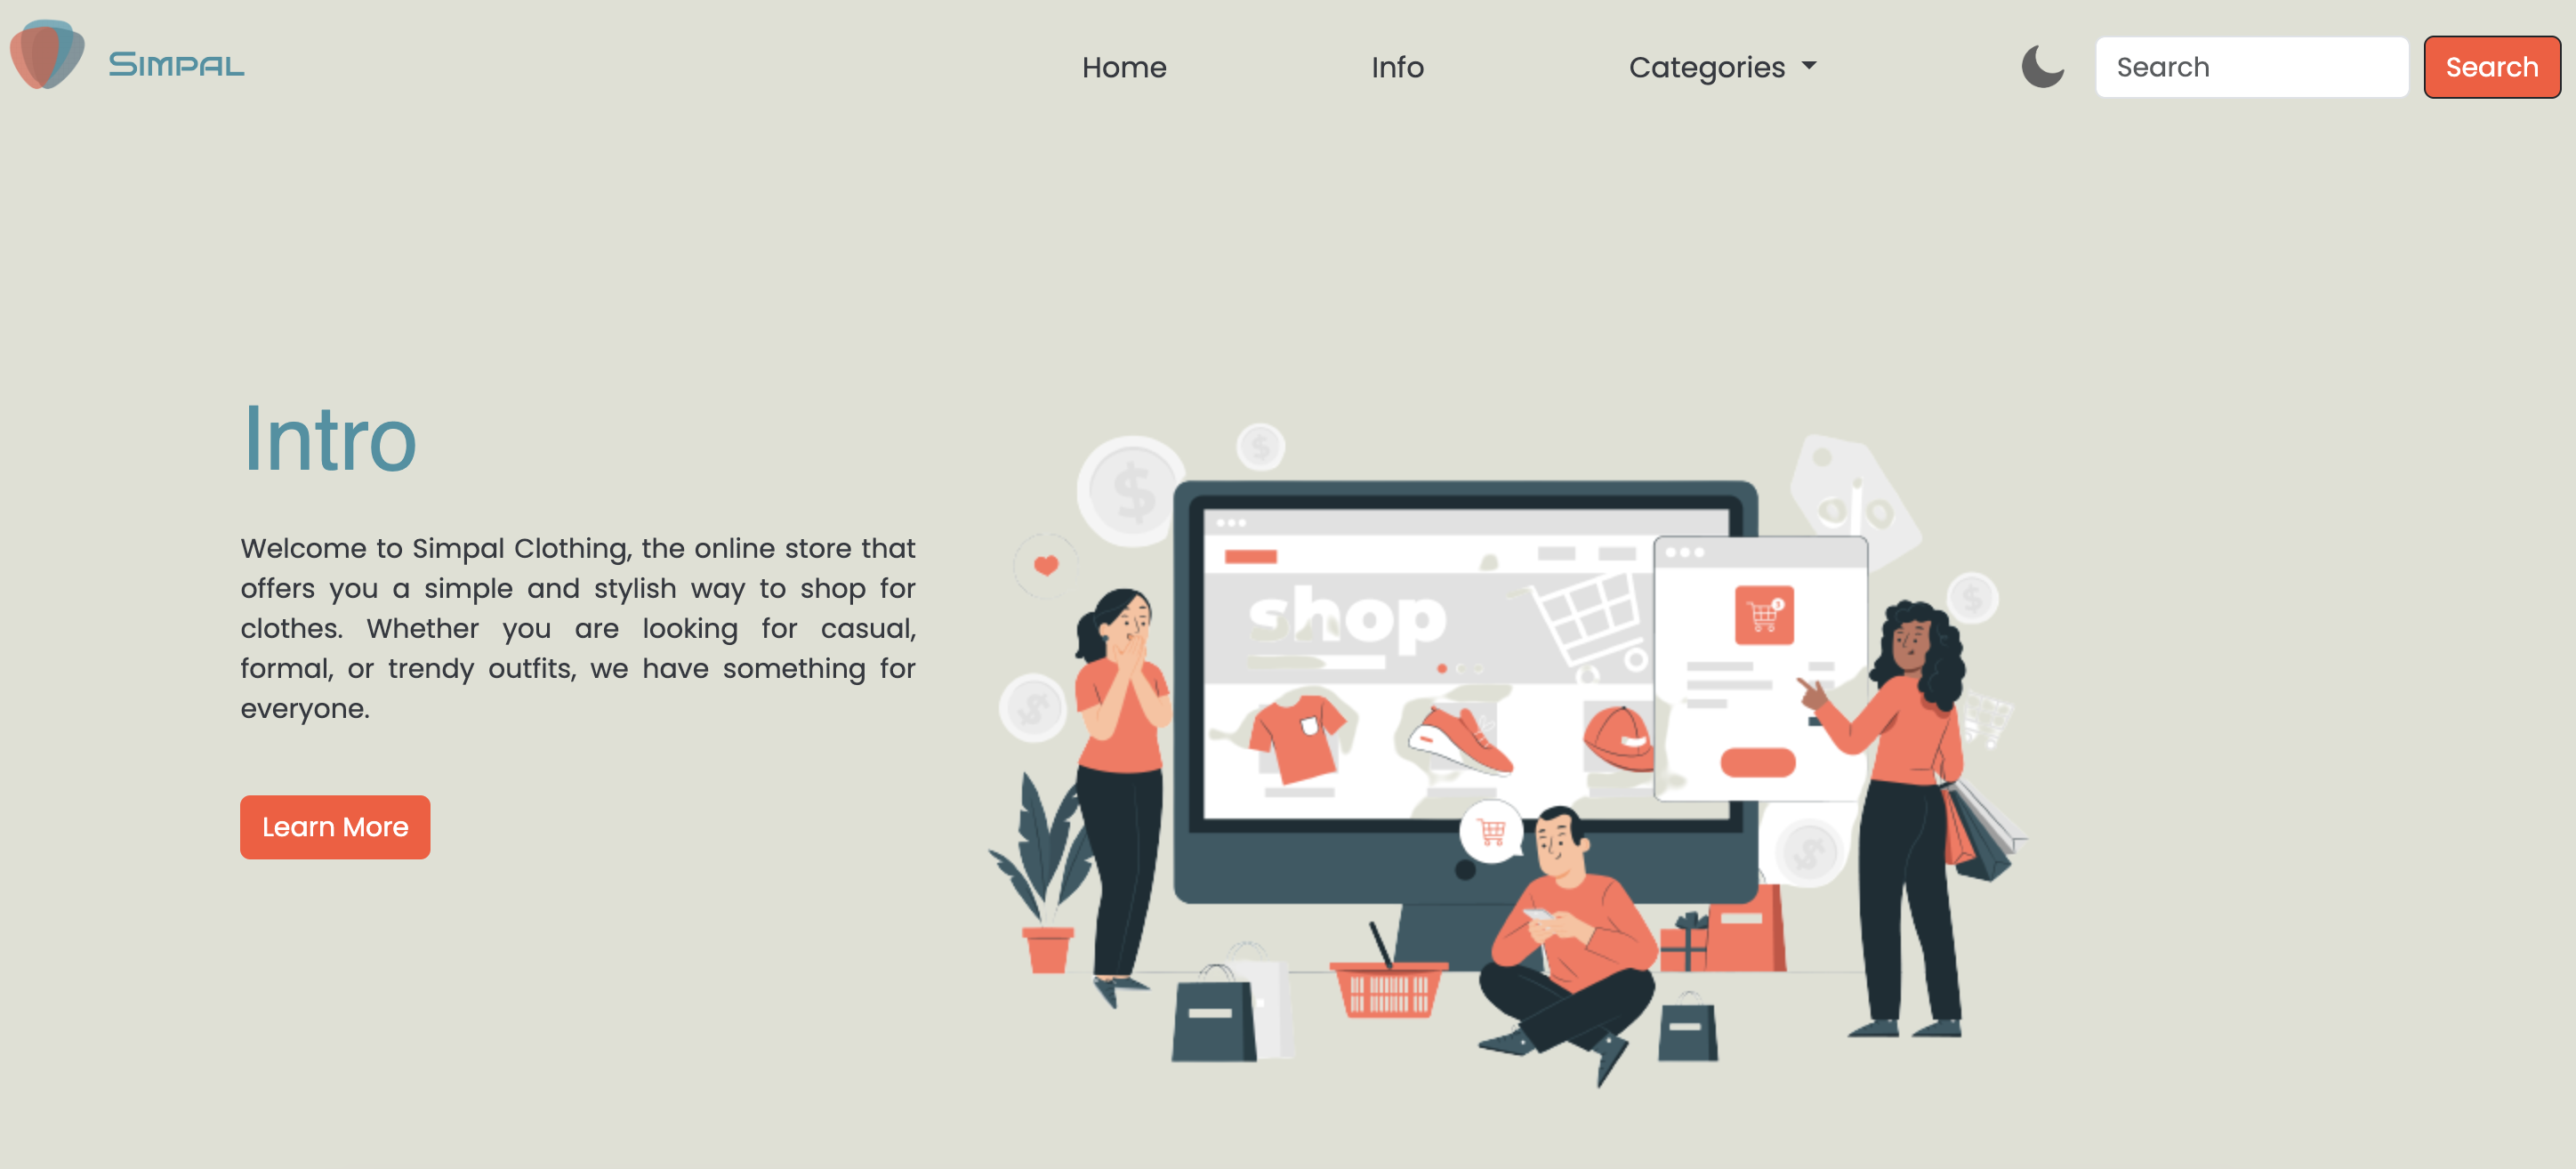 Simpal
Home
Info
Categories
Search
Search
Intro
Welcome to Simpal Clothing, the online store that
offers you a simple and stylish way to shop for
clothes. Whether you are looking for casual,
formal, or trendy outfits, we have something for
everyone.
Learn More
$
$
%
shop
3
$
$
$